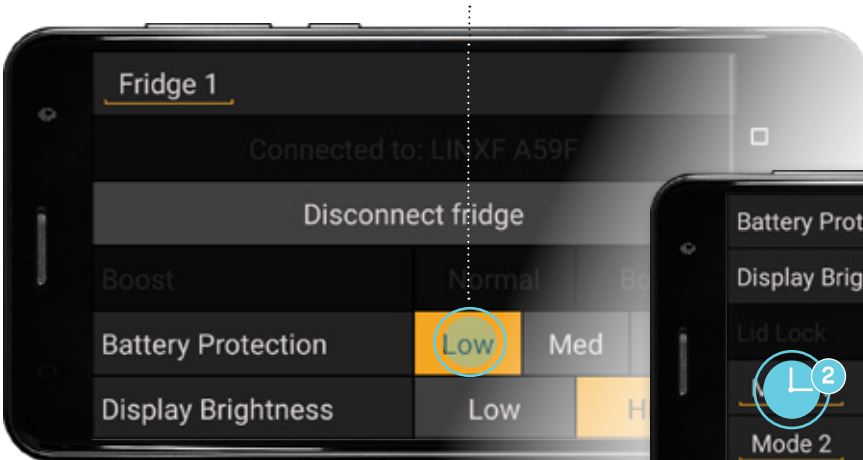 Fridge 1
Connected to: LINXF A59F
Disconnect fridge
Boost Normal
Battery Protection Low Med
Display Brightness Low
Battery Prot
Display Brig
Lid Lock
2
Mode 2